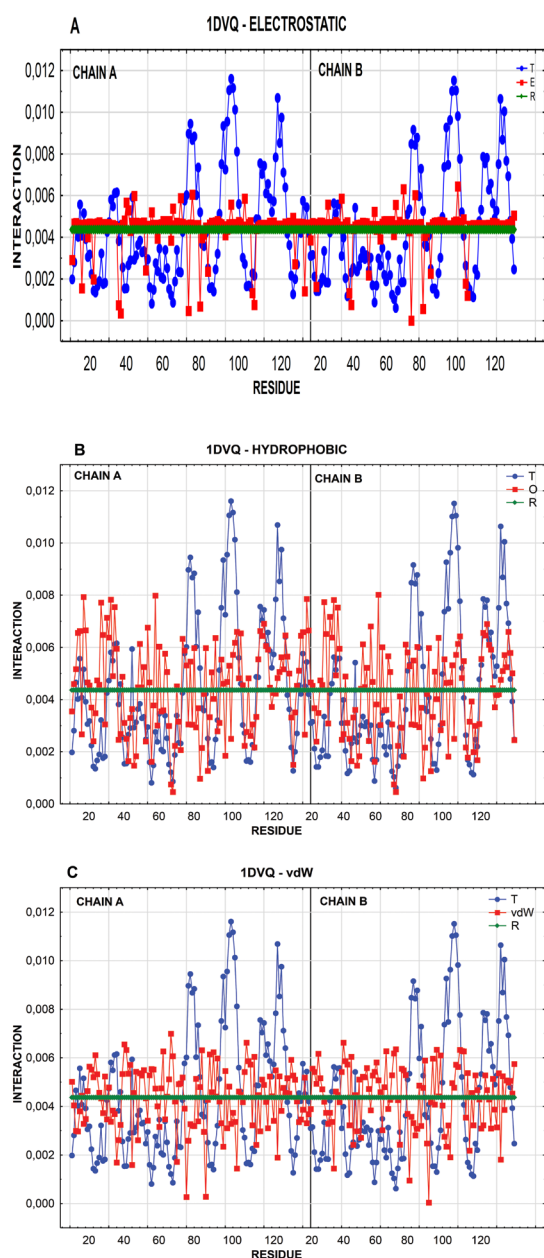 A
1DVQ - ELECTROSTATIC
CHAIN A
CHAIN B
T
E
R
0,012
0,010
0,008
0,006
0,004
0,002
0,000
INTERACTION
20 40 60 80 100 120 20 40 60 80 100 120
RESIDUE
B
1DVQ - HYDROPHOBIC
CHAIN A
CHAIN B
T
O
R
0,012
0,010
0,008
0,006
0,004
0,002
0,000
INTERACTION
20 40 60 80 100 120 20 40 60 80 100 120
RESIDUE
C
1DVQ - vdW
CHAIN A
CHAIN B
T
vdW
R
0,012
0,010
0,008
0,006
0,004
0,002
0,000
INTERACTION
20 40 60 80 100 120 20 40 60 80 100 120
RESIDUE